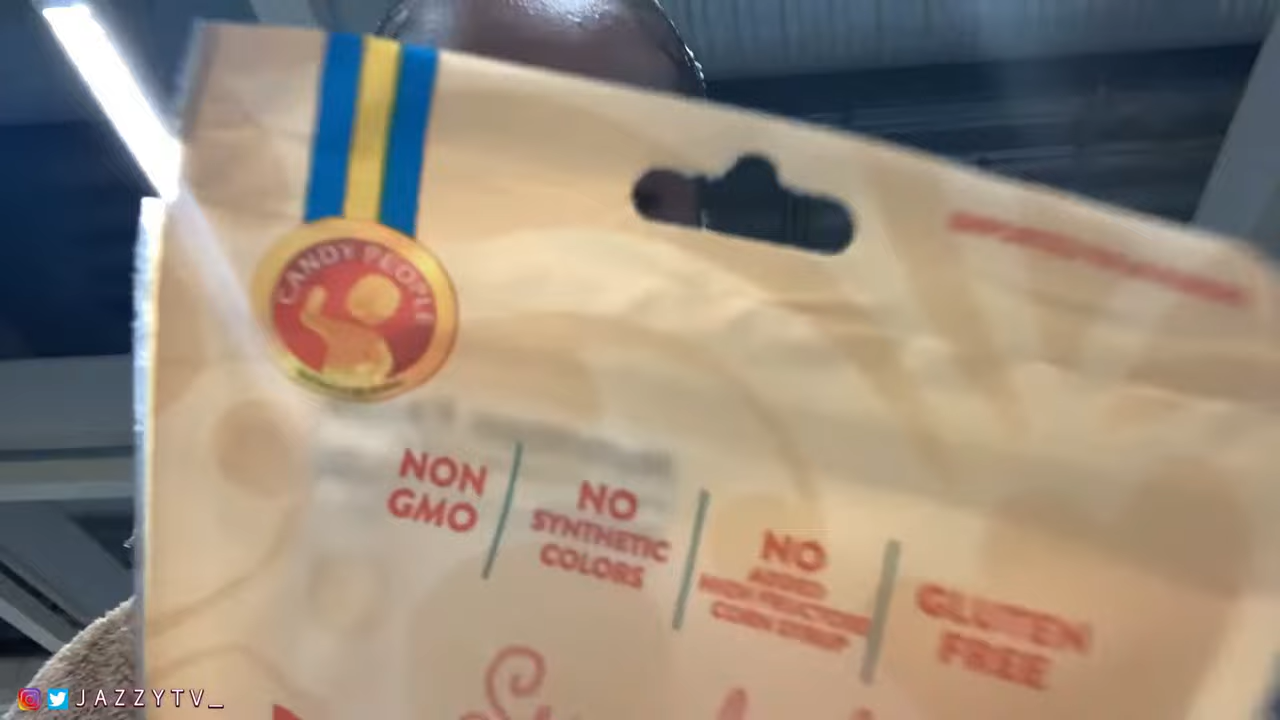 CANDY PEOPLE
NON
GMO
NO
SYNTHETIC
COLORS
NO
ADDED
HIGH FRUCTOSE
CORN SYRUP
GLUTEN
FREE
JAZZYTV_